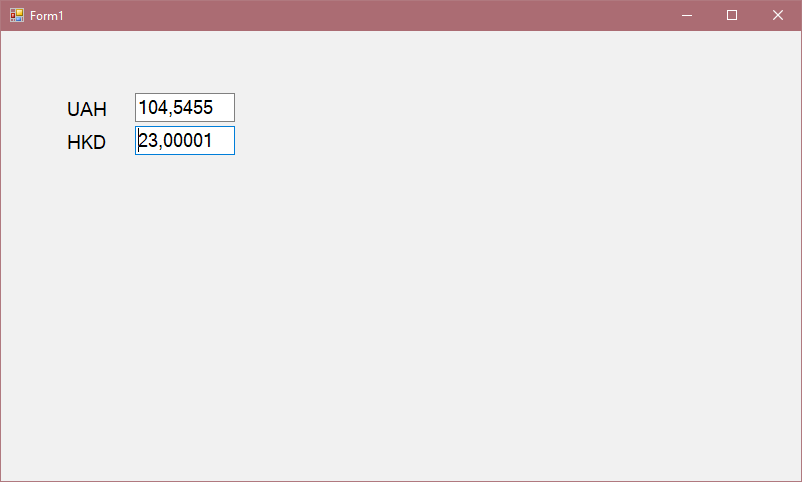 Form1
UAH 104,5455
HKD 23,00001